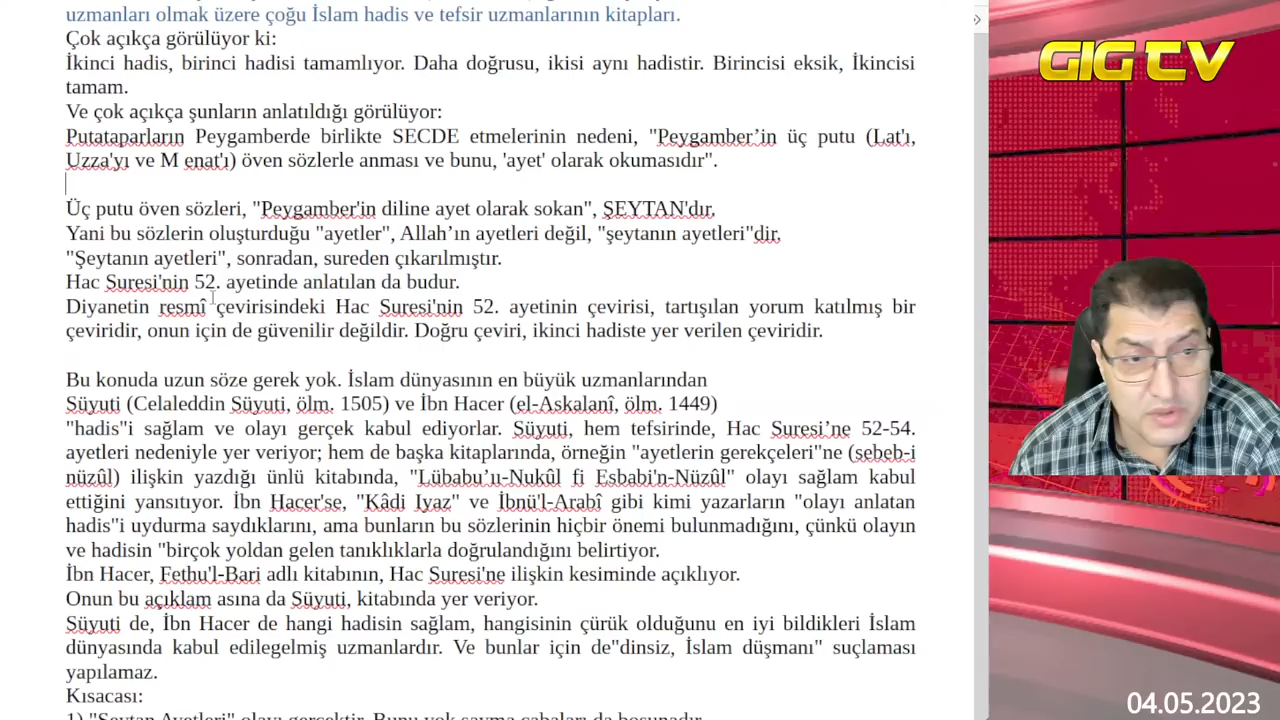 uzmanları olmak üzere çoğu İslam hadis ve tefsir uzmanlarının kitapları.
Çok açıkça görülüyor ki:
İkinci hadis, birinci hadisi tamamlıyor. Daha doğrusu, ikisi aynı hadistir. Birincisi eksik, İkincisi
tamam.
Ve çok açıkça şunların anlatıldığı görülüyor:
Putataparların Peygamberde birlikte SECDE etmelerinin nedeni, "Peygamber’in üç putu (Lat'ı,
Uzza'yı ve M enat'ı) öven sözlerle anması ve bunu, 'ayet' olarak okumasıdır".
Üç putu öven sözleri, "Peygamber'in diline ayet olarak sokan", ŞEYTAN'dır,
Yani bu sözlerin oluşturduğu "ayetler", Allah’ın ayetleri değil, "şeytanın ayetleri"dir,
"Şeytanın ayetleri", sonradan, sureden çıkarılmıştır.
Hac Suresi'nin 52. ayetinde anlatılan da budur.
Diyanetin resmî çevirisindeki Hac Suresi'nin 52. ayetinin çevirisi, tartışılan yorum katılmış bir
çeviridir, onun için de güvenilir değildir. Doğru çeviri, ikinci hadiste yer verilen çeviridir.
Bu konuda uzun söze gerek yok. İslam dünyasının en büyük uzmanlarından
Süyuti (Celaleddin Süyuti, ölm. 1505) ve İbn Hacer (el-Askalanî, ölm. 1449)
"hadis"i sağlam ve olayı gerçek kabul ediyorlar. Süyuti, hem tefsirinde, Hac Suresi’ne 52-54.
ayetleri nedeniyle yer veriyor; hem de başka kitaplarında, örneğin "ayetlerin gerekçeleri"ne (sebeb-i
nüzûl) ilişkin yazdığı ünlü kitabında, "Lübabu’ıı-Nukûl fi Esbabi'n-Nüzûl" olayı sağlam kabul
ettiğini yansıtıyor. İbn Hacer'se, "Kâdi Iyaz" ve İbnü'l-Arabî gibi kimi yazarların "olayı anlatan
hadis"i uydurma saydıklarını, ama bunların bu sözlerinin hiçbir önemi bulunmadığını, çünkü olayın
ve hadisin "birçok yoldan gelen tanıklıklarla doğrulandığını belirtiyor.
İbn Hacer, Fethu'l-Bari adlı kitabının, Hac Suresi'ne ilişkin kesiminde açıklıyor.
Onun bu açıklam asına da Süyuti, kitabında yer veriyor.
Süyuti de, İbn Hacer de hangi hadisin sağlam, hangisinin çürük olduğunu en iyi bildikleri İslam
dünyasında kabul edilegelmiş uzmanlardır. Ve bunlar için de"dinsiz, İslam düşmanı" suçlaması
yapılamaz.
Kısacası:
1) "Şeytan Ayetleri" olayı gerçektir. Bunu yok sayma çabaları da boşunadır.
GIG TV
04.05.2023